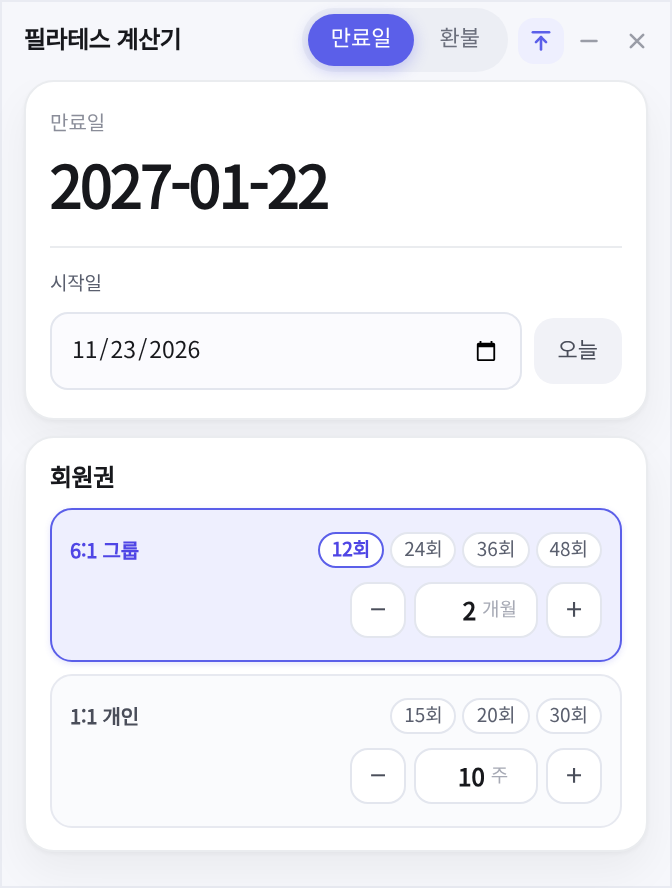 필라테스 계산기 만료일 환불
만료일
2027-01-22
시작일
11/23/2026 오늘
회원권
6:1 그룹 12회 24회 36회 48회
− 2 개월 +
1:1 개인 15회 20회 30회
− 10 주 +